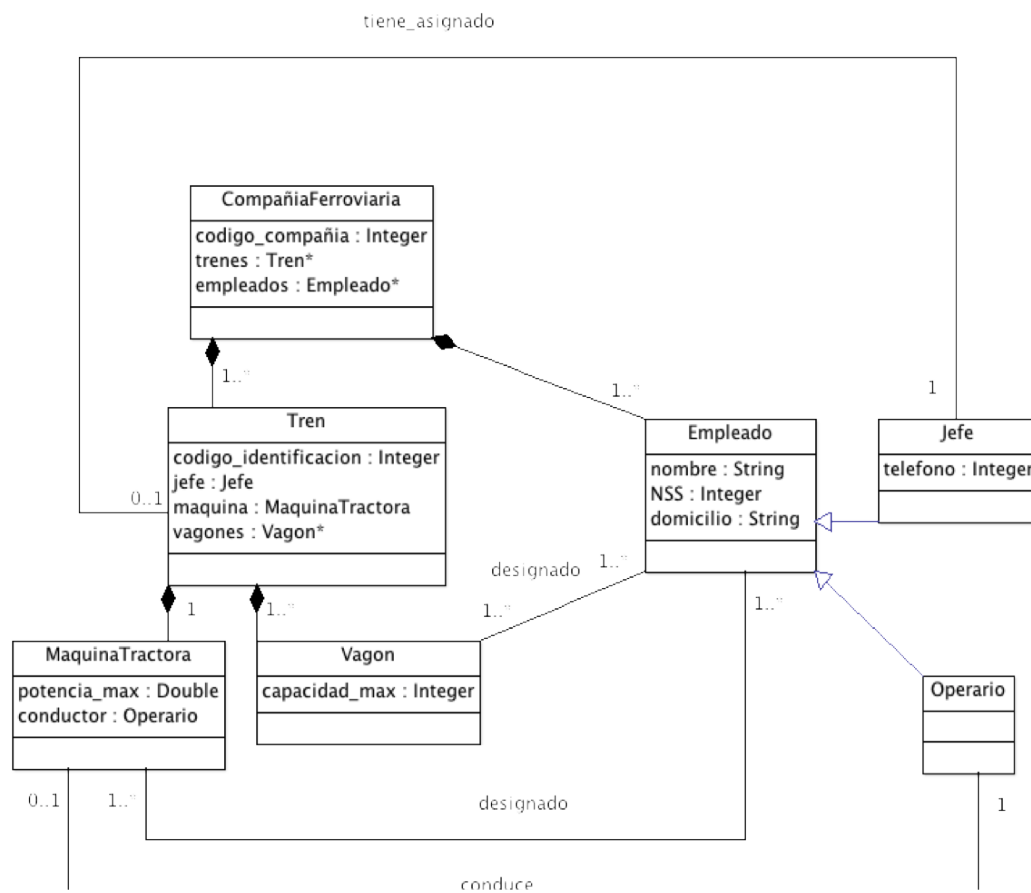 tiene_asignado
CompañiaFerroviaria
codigo_compañia : Integer
trenes : Tren*
empleados : Empleado*
1..*
1..*
1
Tren
codigo_identificacion : Integer
jefe : Jefe
maquina : MaquinaTractora
vagones : Vagon*
0..1
Empleado
nombre : String
NSS : Integer
domicilio : String
Jefe
telefono : Integer
designado
1..*
1
1..*
1..*
1..*
MaquinaTractora
potencia_max : Double
conductor : Operario
Vagon
capacidad_max : Integer
Operario
0..1
1..*
designado
1
conduce